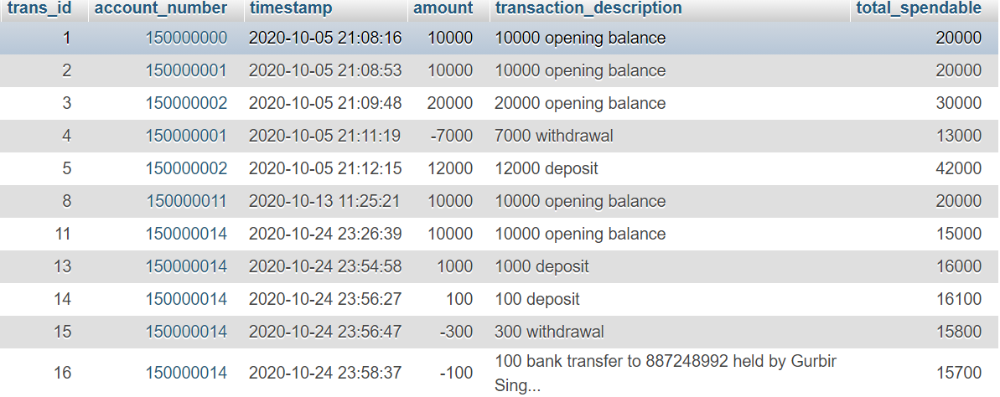 trans_id account_number timestamp amount transaction_description total_spendable
1 150000000 2020-10-05 21:08:16 10000 10000 opening balance 20000
2 150000001 2020-10-05 21:08:53 10000 10000 opening balance 20000
3 150000002 2020-10-05 21:09:48 20000 20000 opening balance 30000
4 150000001 2020-10-05 21:11:19 -7000 7000 withdrawal 13000
5 150000002 2020-10-05 21:12:15 12000 12000 deposit 42000
8 150000011 2020-10-13 11:25:21 10000 10000 opening balance 20000
11 150000014 2020-10-24 23:26:39 10000 10000 opening balance 15000
13 150000014 2020-10-24 23:54:58 1000 1000 deposit 16000
14 150000014 2020-10-24 23:56:27 100 100 deposit 16100
15 150000014 2020-10-24 23:56:47 -300 300 withdrawal 15800
16 150000014 2020-10-24 23:58:37 -100 100 bank transfer to 887248992 held by Gurbir 15700
Sing...